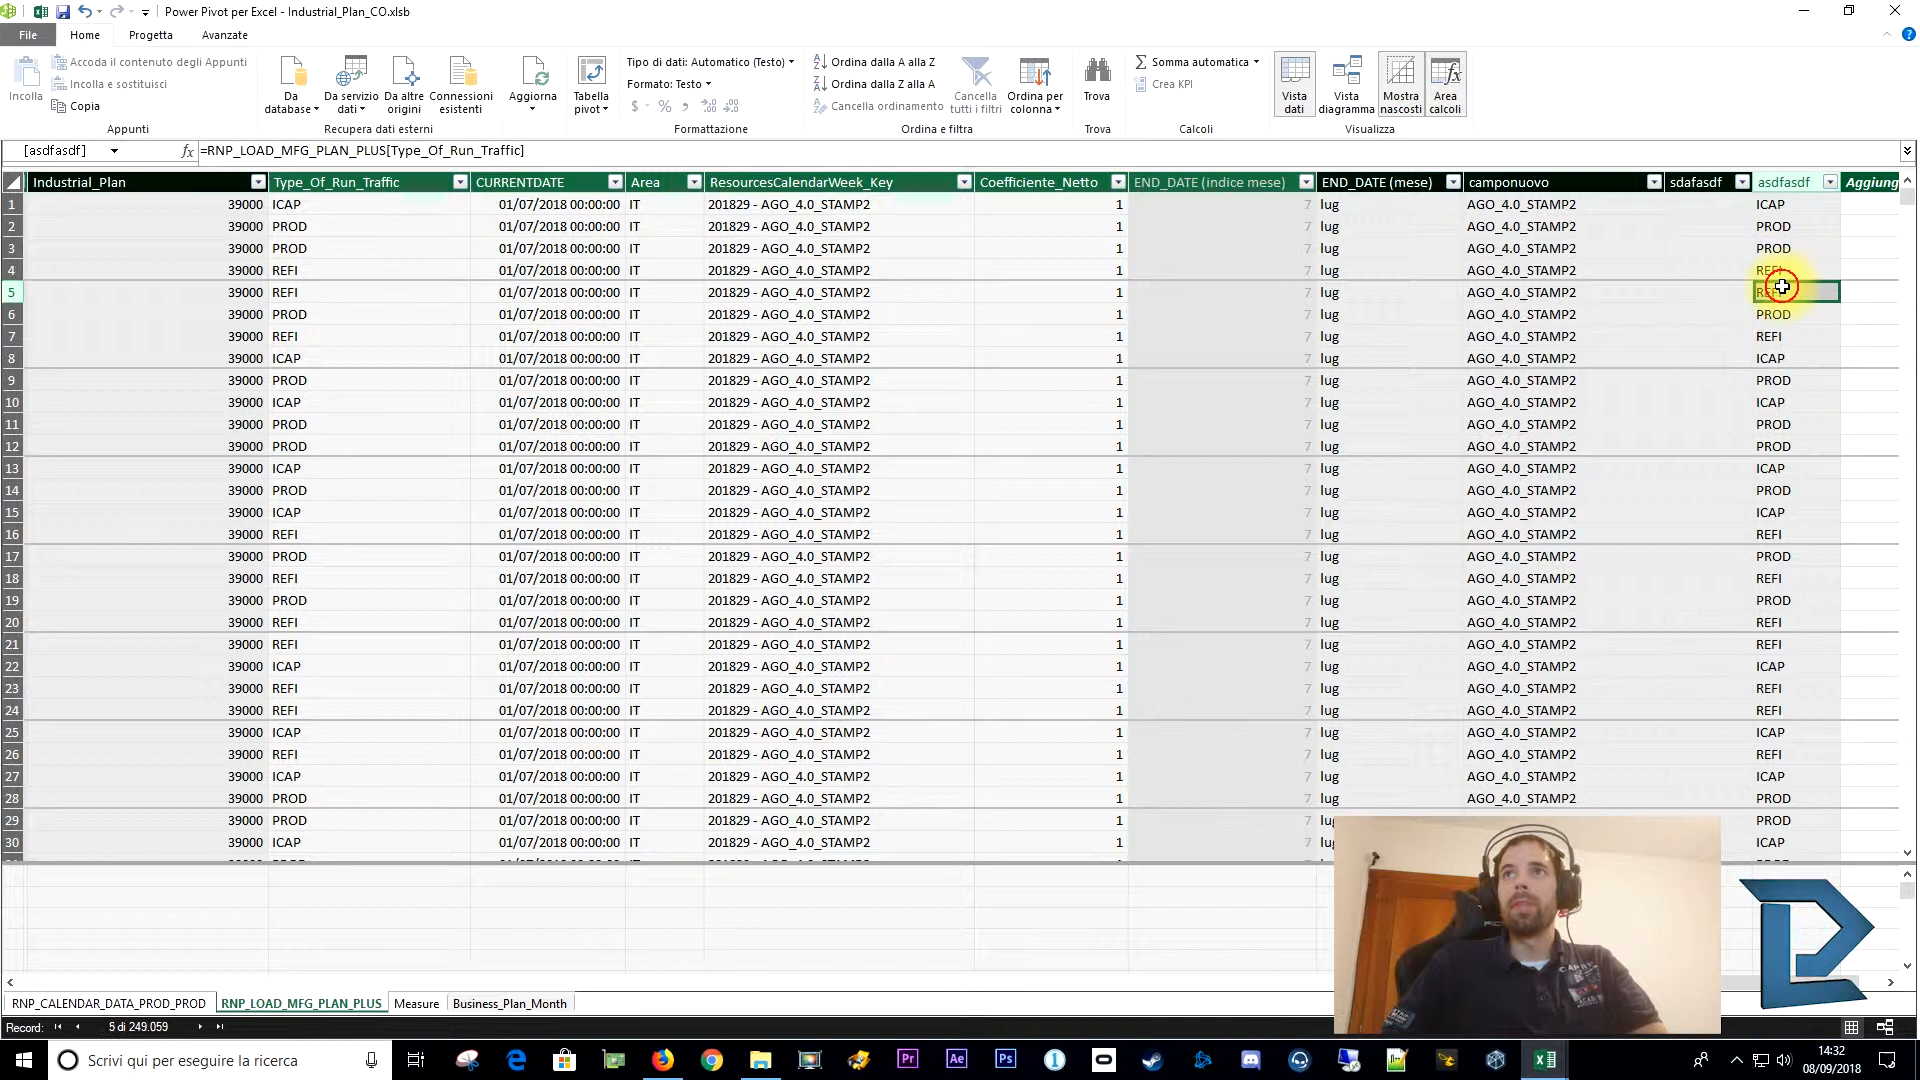 Power Pivot per Excel - Industrial_Plan_CO.xlsb
File Home Progetta Avanzate
Incolla
Accoda il contenuto degli Appunti
Incolla e sostituisci
Copia
Appunti
Da database
Da servizio dati
Da altre origini
Connessioni esistenti
Recupera dati esterni
Aggiorna
Tabella pivot
Tipo di dati: Automatico (Testo)
Formato: Testo
$ %
Formattazione
Ordina dalla A alla Z
Ordina dalla Z alla A
Cancella ordinamento
Cancella tutti i filtri
Ordina per colonna
Ordina e filtra
Trova
Trova
Somma automatica
Crea KPI
Calcoli
Vista dati
Vista diagramma
Mostra nascosti
Area calcoli
Visualizza
[asdfasdf] fx =RNP_LOAD_MFG_PLAN_PLUS[Type_Of_Run_Traffic]
Industrial_Plan Type_Of_Run_Traffic CURRENTDATE Area ResourcesCalendarWeek_Key Coefficiente_Netto END_DATE (indice mese) END_DATE (mese) camponuovo sdafasdf asdfasdf Aggiung
1 39000 ICAP 01/07/2018 00:00:00 IT 201829 - AGO_4.0_STAMP2 1 7 lug AGO_4.0_STAMP2 ICAP
2 39000 PROD 01/07/2018 00:00:00 IT 201829 - AGO_4.0_STAMP2 1 7 lug AGO_4.0_STAMP2 PROD
3 39000 PROD 01/07/2018 00:00:00 IT 201829 - AGO_4.0_STAMP2 1 7 lug AGO_4.0_STAMP2 PROD
4 39000 REFI 01/07/2018 00:00:00 IT 201829 - AGO_4.0_STAMP2 1 7 lug AGO_4.0_STAMP2 REFI
5 39000 REFI 01/07/2018 00:00:00 IT 201829 - AGO_4.0_STAMP2 1 7 lug AGO_4.0_STAMP2 REFI
6 39000 PROD 01/07/2018 00:00:00 IT 201829 - AGO_4.0_STAMP2 1 7 lug AGO_4.0_STAMP2 PROD
7 39000 REFI 01/07/2018 00:00:00 IT 201829 - AGO_4.0_STAMP2 1 7 lug AGO_4.0_STAMP2 REFI
8 39000 ICAP 01/07/2018 00:00:00 IT 201829 - AGO_4.0_STAMP2 1 7 lug AGO_4.0_STAMP2 ICAP
9 39000 PROD 01/07/2018 00:00:00 IT 201829 - AGO_4.0_STAMP2 1 7 lug AGO_4.0_STAMP2 PROD
10 39000 ICAP 01/07/2018 00:00:00 IT 201829 - AGO_4.0_STAMP2 1 7 lug AGO_4.0_STAMP2 ICAP
11 39000 PROD 01/07/2018 00:00:00 IT 201829 - AGO_4.0_STAMP2 1 7 lug AGO_4.0_STAMP2 PROD
12 39000 PROD 01/07/2018 00:00:00 IT 201829 - AGO_4.0_STAMP2 1 7 lug AGO_4.0_STAMP2 PROD
13 39000 ICAP 01/07/2018 00:00:00 IT 201829 - AGO_4.0_STAMP2 1 7 lug AGO_4.0_STAMP2 ICAP
14 39000 PROD 01/07/2018 00:00:00 IT 201829 - AGO_4.0_STAMP2 1 7 lug AGO_4.0_STAMP2 PROD
15 39000 ICAP 01/07/2018 00:00:00 IT 201829 - AGO_4.0_STAMP2 1 7 lug AGO_4.0_STAMP2 ICAP
16 39000 REFI 01/07/2018 00:00:00 IT 201829 - AGO_4.0_STAMP2 1 7 lug AGO_4.0_STAMP2 REFI
17 39000 PROD 01/07/2018 00:00:00 IT 201829 - AGO_4.0_STAMP2 1 7 lug AGO_4.0_STAMP2 PROD
18 39000 REFI 01/07/2018 00:00:00 IT 201829 - AGO_4.0_STAMP2 1 7 lug AGO_4.0_STAMP2 REFI
19 39000 PROD 01/07/2018 00:00:00 IT 201829 - AGO_4.0_STAMP2 1 7 lug AGO_4.0_STAMP2 PROD
20 39000 REFI 01/07/2018 00:00:00 IT 201829 - AGO_4.0_STAMP2 1 7 lug AGO_4.0_STAMP2 REFI
21 39000 REFI 01/07/2018 00:00:00 IT 201829 - AGO_4.0_STAMP2 1 7 lug AGO_4.0_STAMP2 REFI
22 39000 ICAP 01/07/2018 00:00:00 IT 201829 - AGO_4.0_STAMP2 1 7 lug AGO_4.0_STAMP2 ICAP
23 39000 REFI 01/07/2018 00:00:00 IT 201829 - AGO_4.0_STAMP2 1 7 lug AGO_4.0_STAMP2 REFI
24 39000 REFI 01/07/2018 00:00:00 IT 201829 - AGO_4.0_STAMP2 1 7 lug AGO_4.0_STAMP2 REFI
25 39000 ICAP 01/07/2018 00:00:00 IT 201829 - AGO_4.0_STAMP2 1 7 lug AGO_4.0_STAMP2 ICAP
26 39000 REFI 01/07/2018 00:00:00 IT 201829 - AGO_4.0_STAMP2 1 7 lug AGO_4.0_STAMP2 REFI
27 39000 ICAP 01/07/2018 00:00:00 IT 201829 - AGO_4.0_STAMP2 1 7 lug AGO_4.0_STAMP2 ICAP
28 39000 PROD 01/07/2018 00:00:00 IT 201829 - AGO_4.0_STAMP2 1 7 lug AGO_4.0_STAMP2 PROD
29 39000 PROD 01/07/2018 00:00:00 IT 201829 - AGO_4.0_STAMP2 1 7 PROD
30 39000 ICAP 01/07/2018 00:00:00 IT 201829 - AGO_4.0_STAMP2 1 7 ICAP
RNP_CALENDAR_DATA_PROD_PROD RNP_LOAD_MFG_PLAN_PLUS Measure Business_Plan_Month
Record: 5 di 249.059
Scrivi qui per eseguire la ricerca
Pr Ae Ps
14:32
08/09/2018